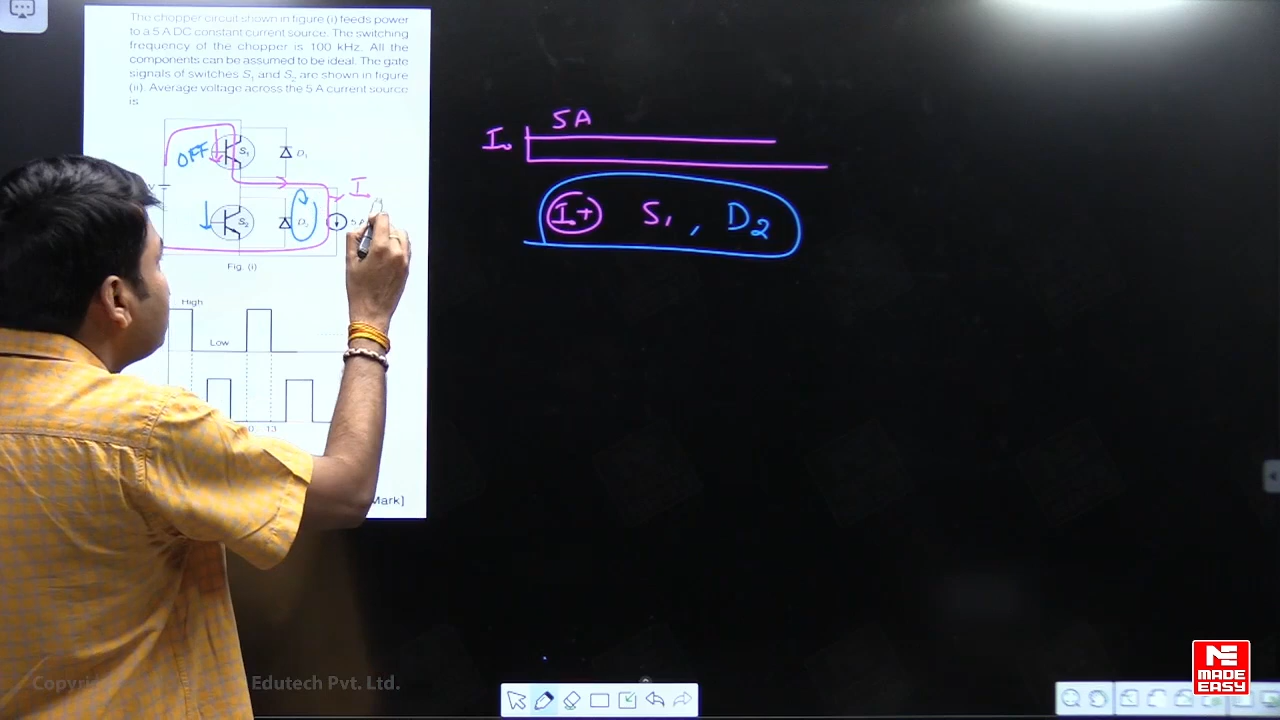 The chopper circuit shown in figure (i) feeds power
to a 5 A DC constant current source. The switching
frequency of the chopper is 100 kHz. All the
components can be assumed to be ideal. The gate
signals of switches S₁ and S₂ are shown in figure
(ii). Average voltage across the 5 A current source
is
OFF S₁ D₁
I
S₂ D₂ 5 A
Fig. (i)
High
Low
13
Mark]
5A
I₀
I₀+ S₁, D₂
Edutech Pvt. Ltd.
MADE EASY